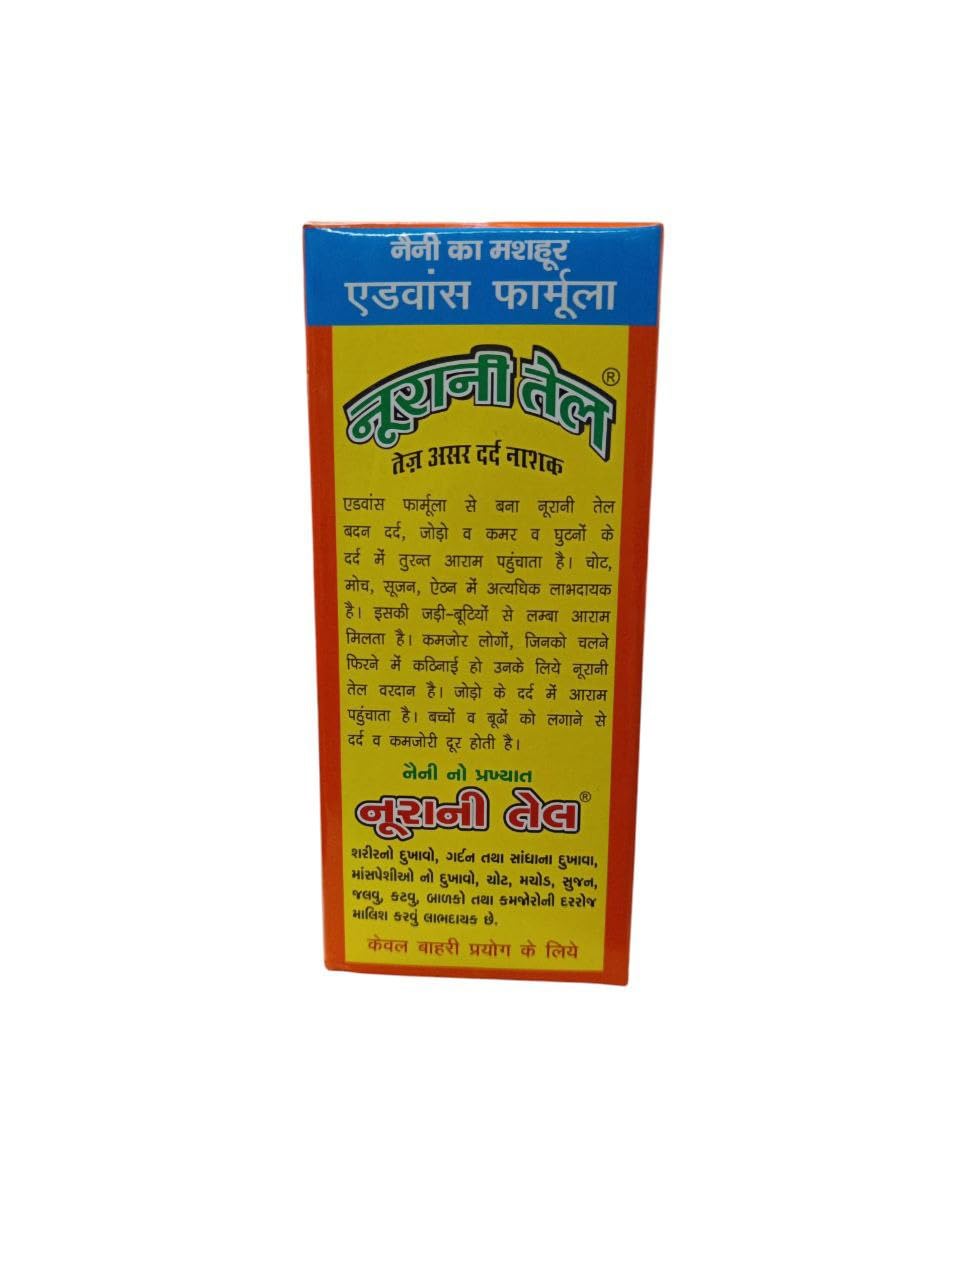 नैनी का मशहूर
एडवांस फार्मूला
नूरानी तेल ®
तेज़ असर दर्द नाशक
एडवांस फार्मूला से बना नूरानी तेल
बदन दर्द, जोड़ो व कमर व घुटनों के
दर्द में तुरन्त आराम पहुंचाता है। चोट,
मोच, सूजन, ऐठन में अत्यधिक लाभदायक
है। इसकी जड़ी-बूटियों से लम्बा आराम
मिलता है। कमजोर लोगों, जिनको चलने
फिरने में कठिनाई हो उनके लिये नूरानी
तेल वरदान है। जोड़ो के दर्द में आराम
पहुंचाता है। बच्चों व बूढों को लगाने से
दर्द व कमजोरी दूर होती है।
નૈની નો પ્રખ્યાત
નૂરાની તેલ ®
શરીરનો દુખાવો, ગર્દન તથા સાંધાના દુખાવા,
માંસપેશીઓ નો દુખાવો, ચોટ, મચોડ, સુજન,
જલવુ, કટવુ, બાળકો તથા કમજોરોની દરરોજ
માલિશ કરવું લાભદાયક છે.
केवल बाहरी प्रयोग के लिये